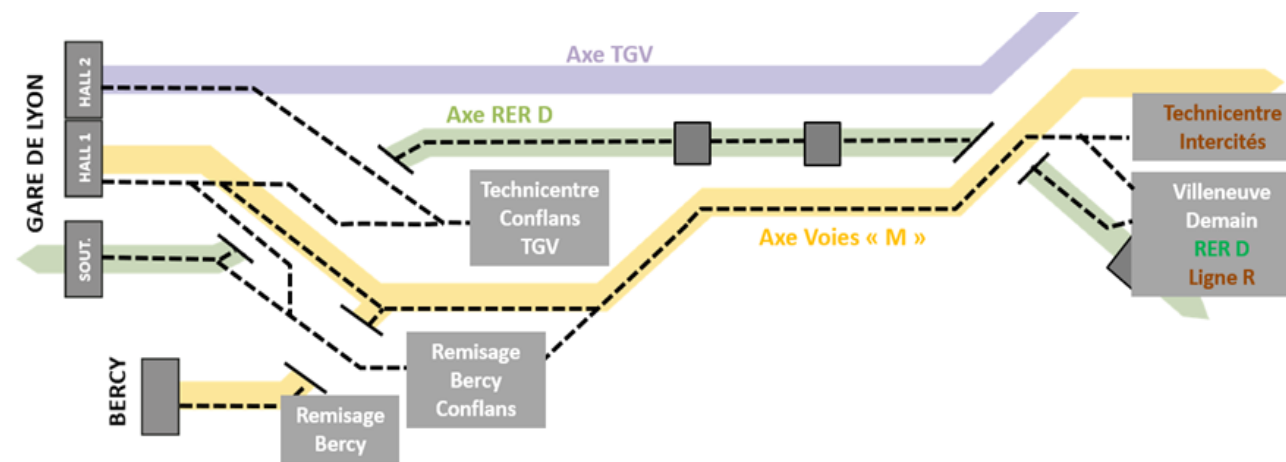 GARE DE LYON
HALL 2
HALL 1
SOUT.
BERCY
Axe TGV
Axe RER D
Technicentre
Conflans
TGV
Axe Voies « M »
Technicentre
Intercités
Villeneuve
Demain
RER D
Ligne R
Remisage
Bercy
Conflans
Remisage
Bercy